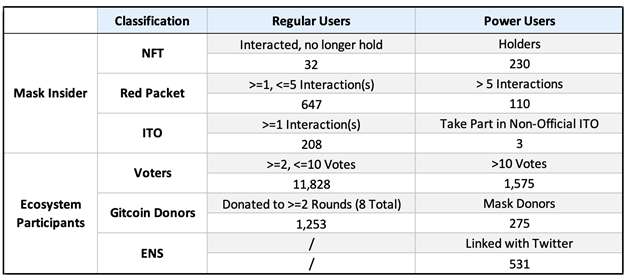 Classification Regular Users Power Users
Mask Insider
NFT
Interacted, no longer hold Holders
32 230
Red Packet
>=1, <=5 Interaction(s) > 5 Interactions
647 110
ITO
>=1 Interaction(s) Take Part in Non-Official ITO
208 3
Ecosystem
Participants
Voters
>=2, <=10 Votes >10 Votes
11,828 1,575
Gitcoin Donors
Donated to >=2 Rounds (8 Total) Mask Donors
1,253 275
ENS
/ Linked with Twitter
/ 531